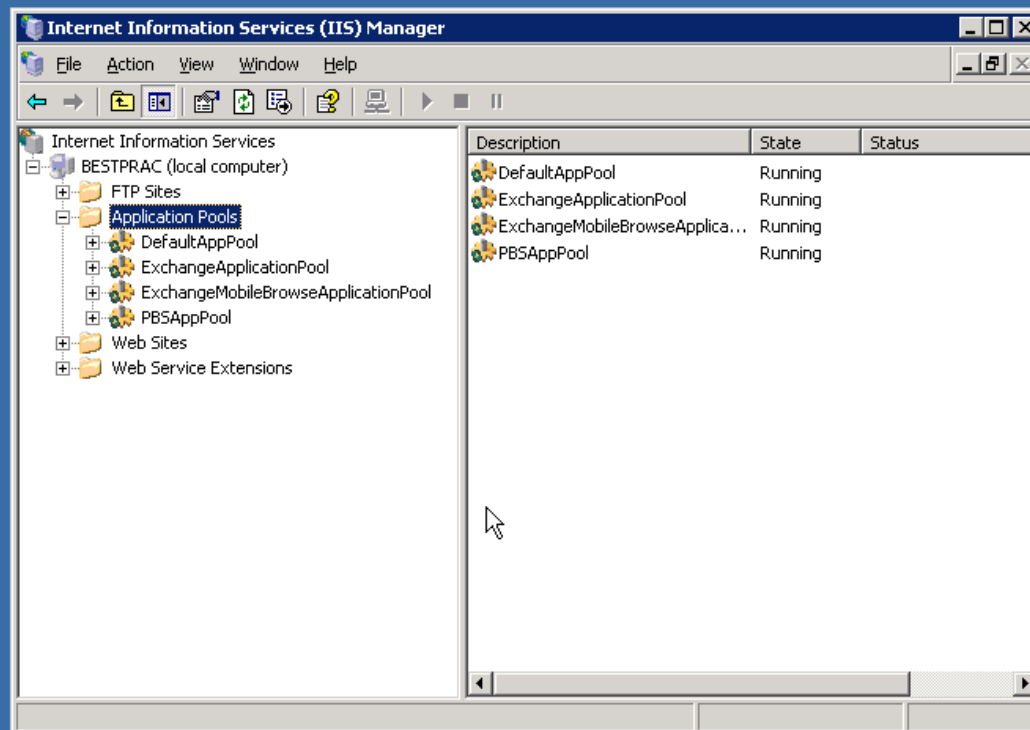 Internet Information Services (IIS) Manager
File Action View Window Help
Internet Information Services
BESTPRAC (local computer)
FTP Sites
Application Pools
DefaultAppPool
ExchangeApplicationPool
ExchangeMobileBrowseApplicationPool
PBSAppPool
Web Sites
Web Service Extensions
Description State Status
DefaultAppPool Running
ExchangeApplicationPool Running
ExchangeMobileBrowseApplica... Running
PBSAppPool Running